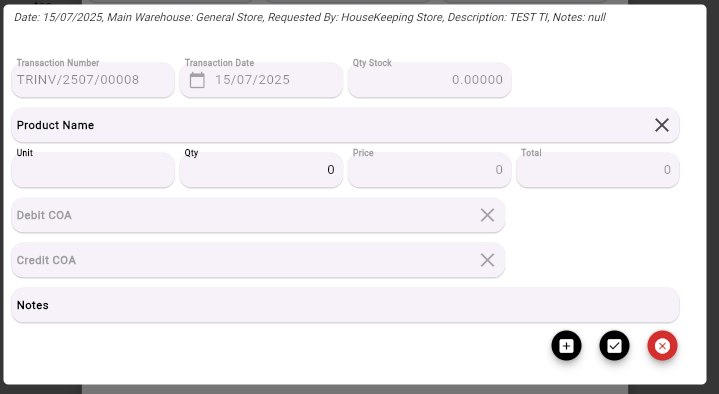 Date: 15/07/2025, Main Warehouse: General Store, Requested By: HouseKeeping Store, Description: TEST TI, Notes: null
Transaction Number Transaction Date Qty Stock
TRINV/2507/00008 15/07/2025 0.00000
Product Name
Unit Qty Price Total
0 0 0
Debit COA
Credit COA
Notes